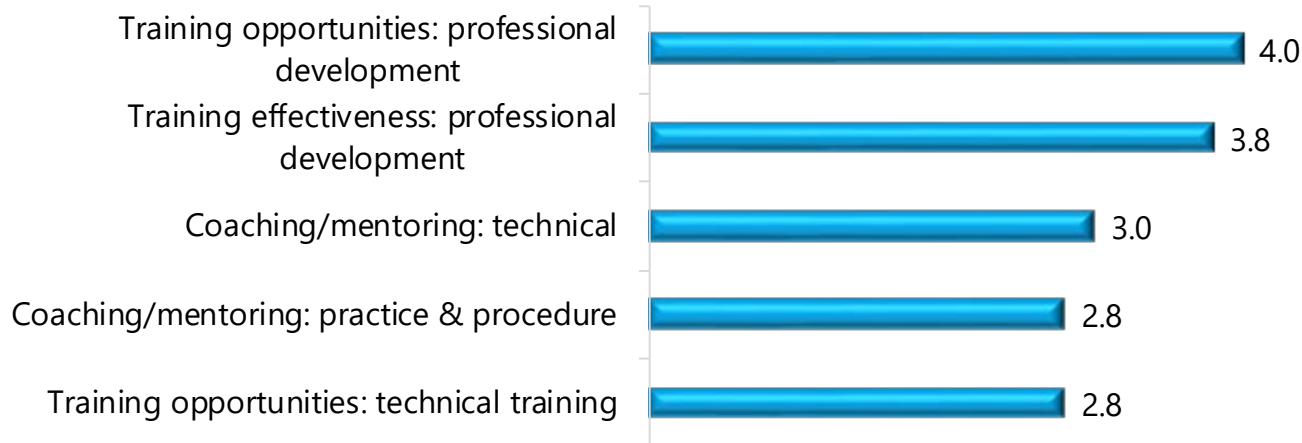 Training opportunities: professional
development
4.0
Training effectiveness: professional
development
3.8
Coaching/mentoring: technical
3.0
Coaching/mentoring: practice & procedure
2.8
Training opportunities: technical training
2.8